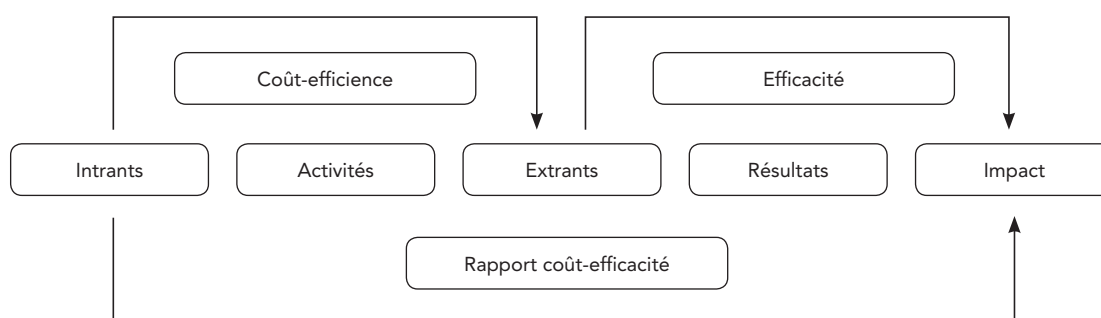 Coût-efficience
Efficacité
Intrants
Activités
Extrants
Résultats
Impact
Rapport coût-efficacité